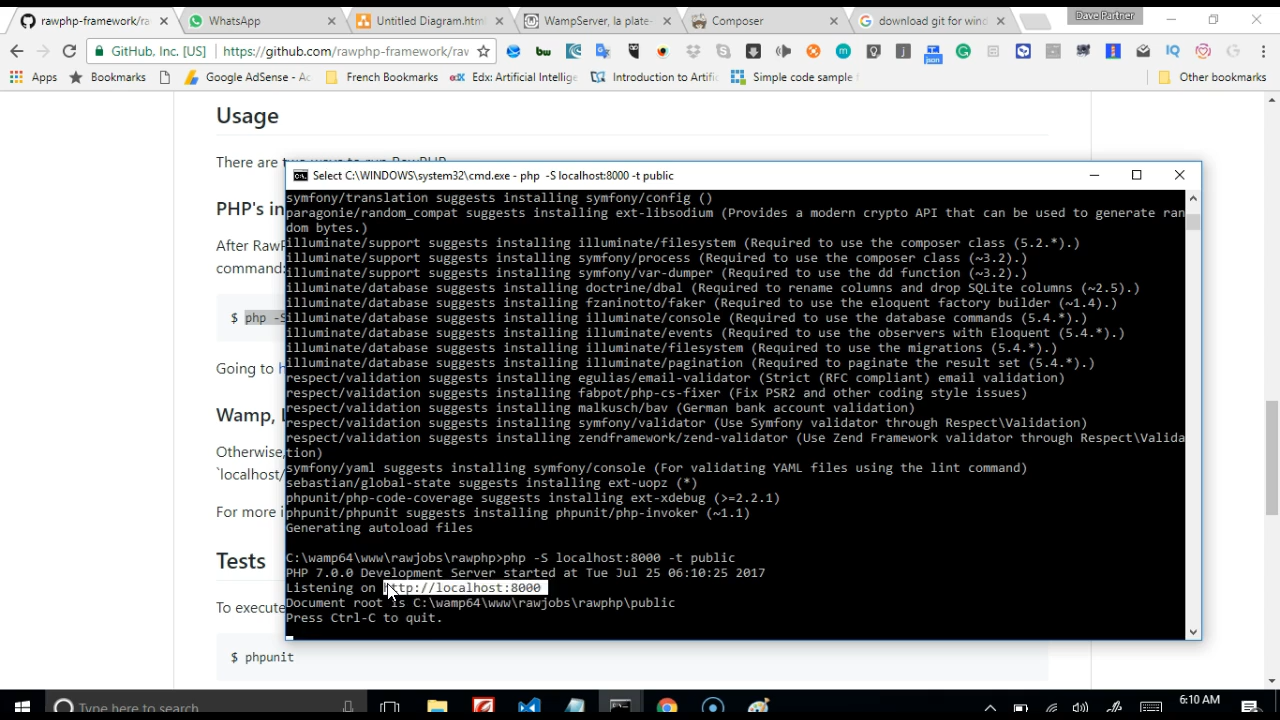 rawphp-framework/ra
WhatsApp
Untitled Diagram.htm
WampServer, la plate-
Composer
download git for wind
Dave Partner
GitHub, Inc. [US]
https://github.com/rawphp-framework/raw
Apps
Bookmarks
Google AdSense - Ac
French Bookmarks
Edx: Artificial Intellige
Introduction to Artifi
Simple code sample f
Other bookmarks
Usage
There are two ways to run RawPHP
PHP's in
After RawP
command:
$ php -S
Going to h
Wamp, L
Otherwise,
`localhost/
For more i
Tests
To execute
$ phpunit
Select C:\WINDOWS\system32\cmd.exe - php -S localhost:8000 -t public
symfony/translation suggests installing symfony/config ()
paragonie/random_compat suggests installing ext-libsodium (Provides a modern crypto API that can be used to generate ran
dom bytes.)
illuminate/support suggests installing illuminate/filesystem (Required to use the composer class (5.2.*).)
illuminate/support suggests installing symfony/process (Required to use the composer class (~3.2).)
illuminate/support suggests installing symfony/var-dumper (Required to use the dd function (~3.2).)
illuminate/database suggests installing doctrine/dbal (Required to rename columns and drop SQLite columns (~2.5).)
illuminate/database suggests installing fzaninotto/faker (Required to use the eloquent factory builder (~1.4).)
illuminate/database suggests installing illuminate/console (Required to use the database commands (5.4.*).)
illuminate/database suggests installing illuminate/events (Required to use the observers with Eloquent (5.4.*).)
illuminate/database suggests installing illuminate/filesystem (Required to use the migrations (5.4.*).)
illuminate/database suggests installing illuminate/pagination (Required to paginate the result set (5.4.*).)
respect/validation suggests installing egulias/email-validator (Strict (RFC compliant) email validation)
respect/validation suggests installing fabpot/php-cs-fixer (Fix PSR2 and other coding style issues)
respect/validation suggests installing malkusch/bav (German bank account validation)
respect/validation suggests installing symfony/validator (Use Symfony validator through Respect\Validation)
respect/validation suggests installing zendframework/zend-validator (Use Zend Framework validator through Respect\Valida
tion)
symfony/yaml suggests installing symfony/console (For validating YAML files using the lint command)
sebastian/global-state suggests installing ext-uopz (*)
phpunit/php-code-coverage suggests installing ext-xdebug (>=2.2.1)
phpunit/phpunit suggests installing phpunit/php-invoker (~1.1)
Generating autoload files
C:\wamp64\www\rawjobs\rawphp>php -S localhost:8000 -t public
PHP 7.0.0 Development Server started at Tue Jul 25 06:10:25 2017
Listening on http://localhost:8000
Document root is C:\wamp64\www\rawjobs\rawphp\public
Press Ctrl-C to quit.
Type here to search
6:10 AM